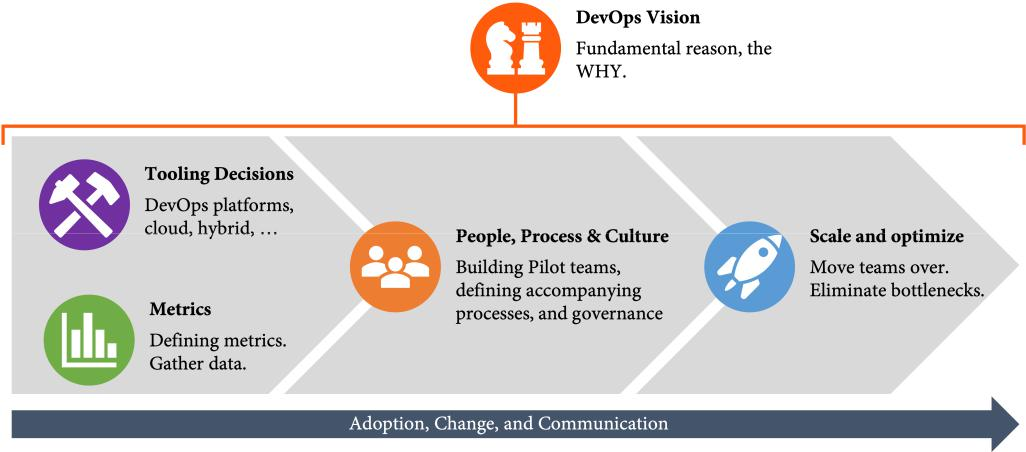 DevOps Vision
Fundamental reason, the
WHY.
Tooling Decisions
DevOps platforms,
cloud, hybrid, …
Metrics
Defining metrics.
Gather data.
People, Process & Culture
Building Pilot teams,
defining accompanying
processes, and governance
Scale and optimize
Move teams over.
Eliminate bottlenecks.
Adoption, Change, and Communication